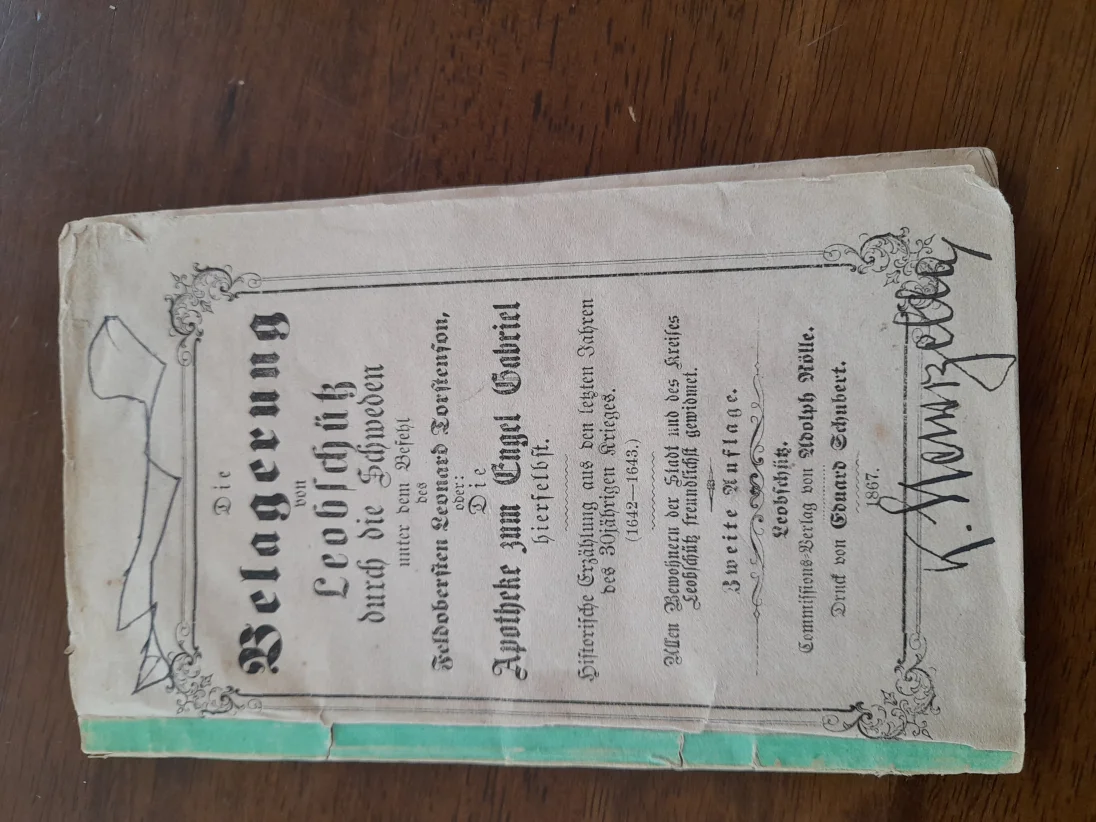 Die
Belagerung
von
Leobschütz
durch die Schweden
unter dem Befehl
des
Feldobersten Leonard Torstenson,
oder:
Die
Apotheke zum Engel Gabriel
hierselbst.
Historische Erzählung aus den letzten Jahren
des 30jährigen Krieges.
(1642—1643.)
Allen Bewohnern der Stadt und des Kreises
Leobschütz freundlichst gewidmet.
Zweite Auflage.
Leobschütz.
Commissions-Verlag von Adolph Rölle.
Druck von Eduard Schubert.
1867.